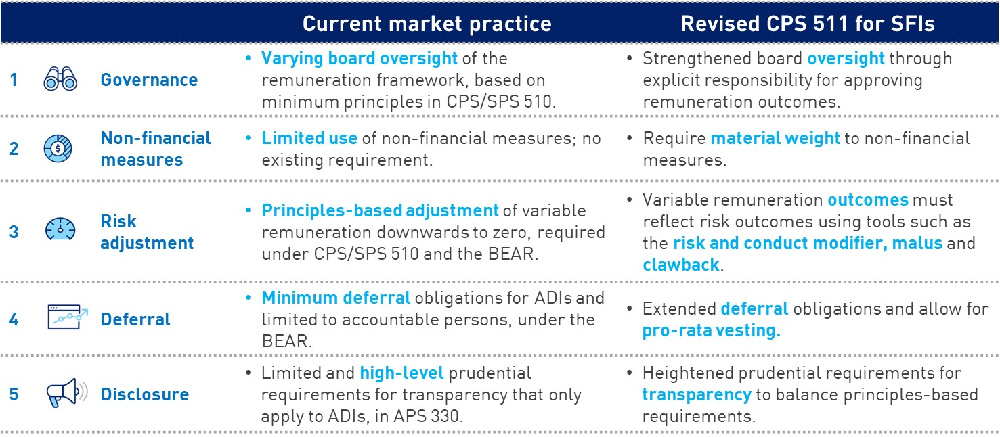 Current market practice
Revised CPS 511 for SFIs
1
Governance
• Varying board oversight of the
remuneration framework, based on
minimum principles in CPS/SPS 510.
• Strengthened board oversight through
explicit responsibility for approving
remuneration outcomes.
2
$
Non-financial
measures
• Limited use of non-financial measures; no
existing requirement.
• Require material weight to non-financial
measures.
3
Risk
adjustment
• Principles-based adjustment of variable
remuneration downwards to zero, required
under CPS/SPS 510 and the BEAR.
• Variable remuneration outcomes must
reflect risk outcomes using tools such as
the risk and conduct modifier, malus and
clawback.
4
Deferral
• Minimum deferral obligations for ADIs and
limited to accountable persons, under the
BEAR.
• Extended deferral obligations and allow for
pro-rata vesting.
5
Disclosure
• Limited and high-level prudential
requirements for transparency that only
apply to ADIs, in APS 330.
• Heightened prudential requirements for
transparency to balance principles-based
requirements.